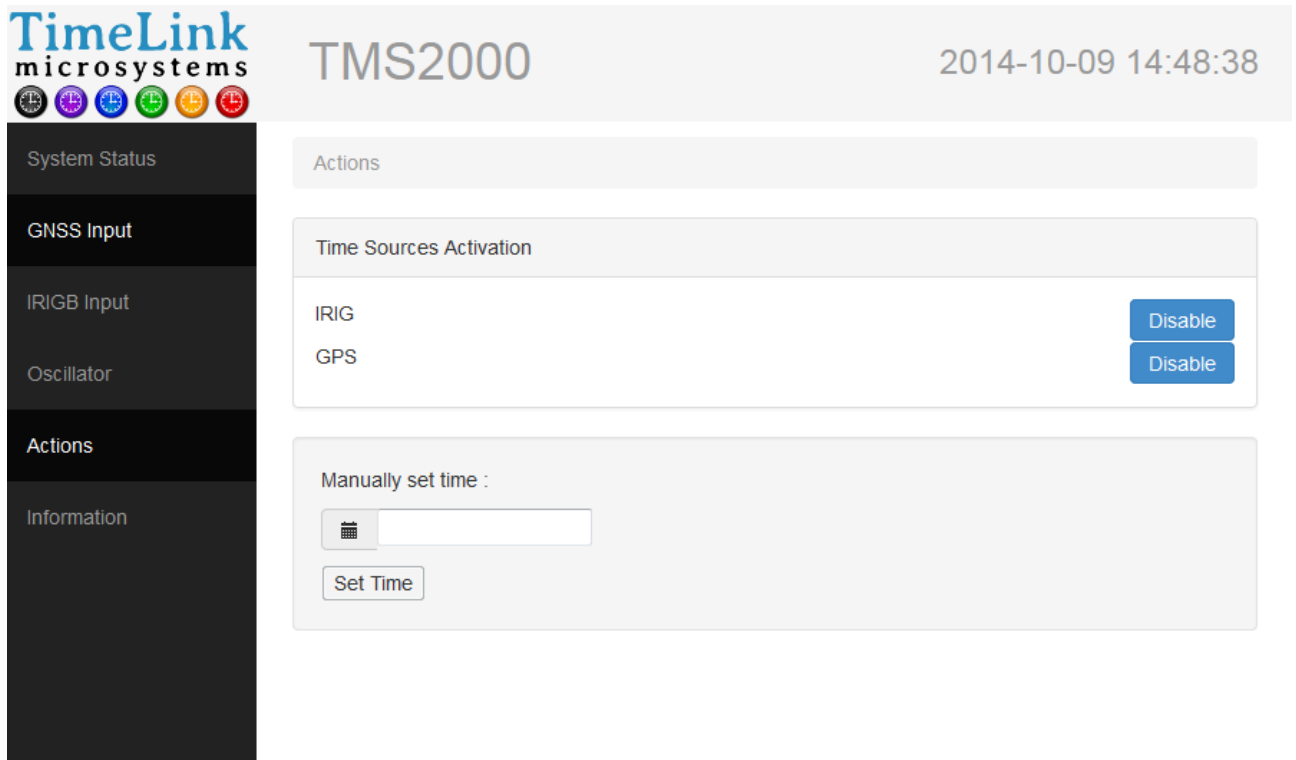 TimeLink
microsystems
TMS2000
2014-10-09 14:48:38
System Status
GNSS Input
IRIGB Input
Oscillator
Actions
Information
Actions
Time Sources Activation
IRIG
Disable
GPS
Disable
Manually set time :
Set Time